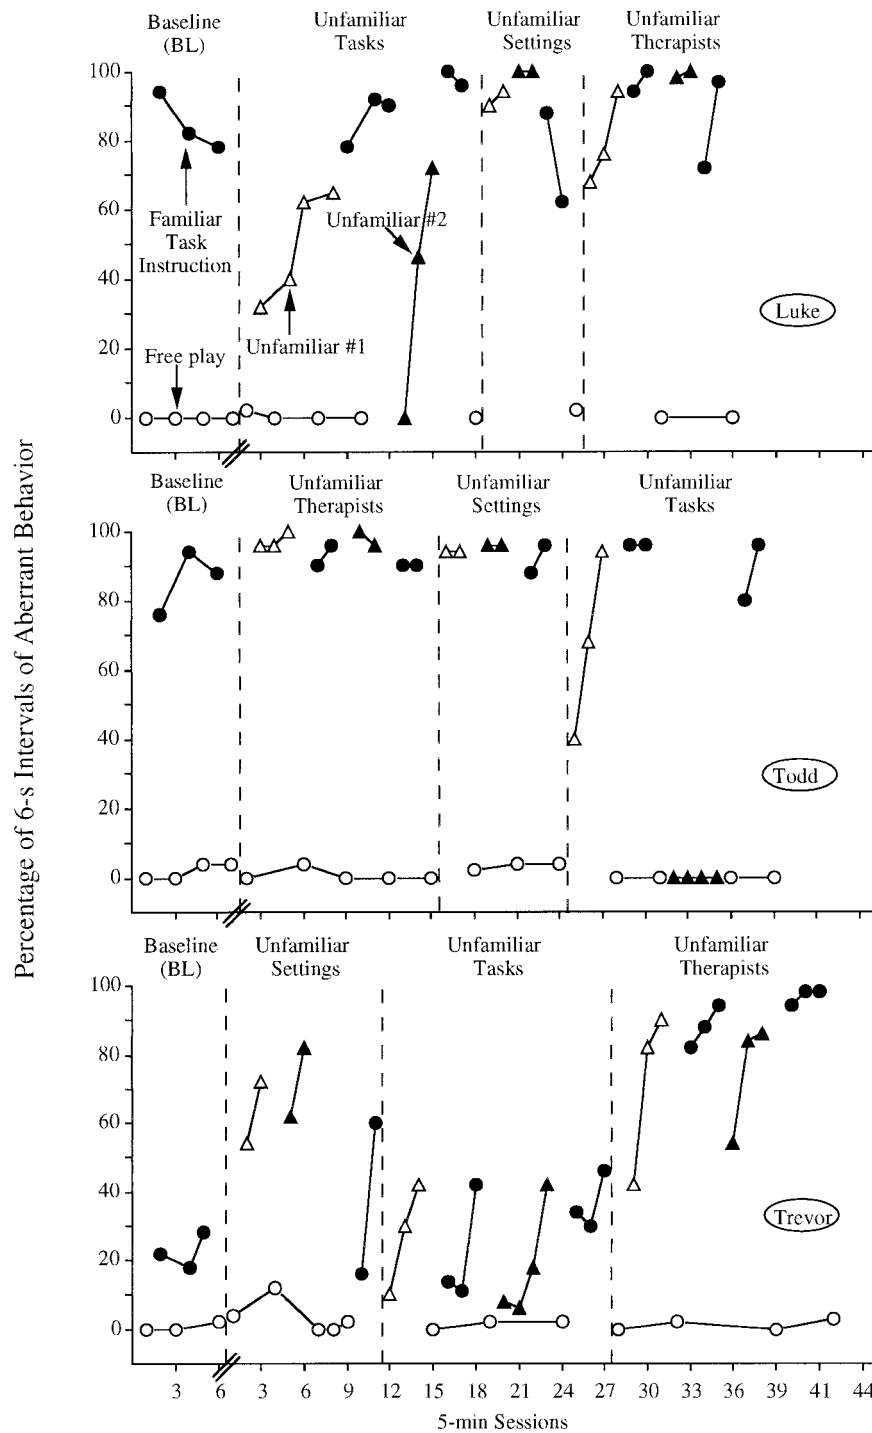 Percentage of 6-s Intervals of Aberrant Behavior
Baseline
(BL)
Unfamiliar
Tasks
Unfamiliar
Settings
Unfamiliar
Therapists
100
80
60
40
20
0
Familiar
Task
Instruction
Free play
Unfamiliar #1
Unfamiliar #2
Luke
Baseline
(BL)
Unfamiliar
Therapists
Unfamiliar
Settings
Unfamiliar
Tasks
100
80
60
40
20
0
Todd
Baseline
(BL)
Unfamiliar
Settings
Unfamiliar
Tasks
Unfamiliar
Therapists
100
80
60
40
20
0
Trevor
3 6 3 6 9 12 15 18 21 24 27 30 33 36 38 41 44
5-min Sessions